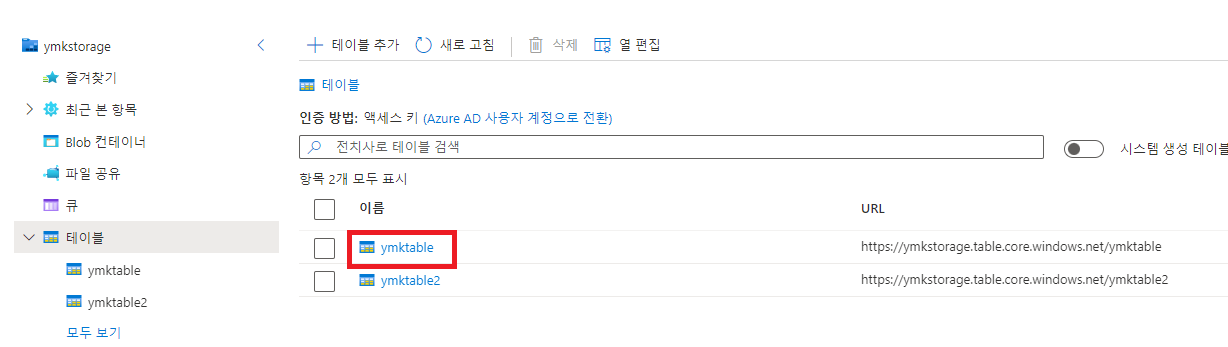 ymkstorage
즐겨찾기
최근 본 항목
Blob 컨테이너
파일 공유
큐
테이블
ymktable
ymktable2
모두 보기
테이블 추가 새로 고침 삭제 열 편집
테이블
인증 방법: 액세스 키 (Azure AD 사용자 계정으로 전환)
전치사로 테이블 검색 시스템 생성 테이블
항목 2개 모두 표시
이름 URL
ymktable https://ymkstorage.table.core.windows.net/ymktable
ymktable2 https://ymkstorage.table.core.windows.net/ymktable2